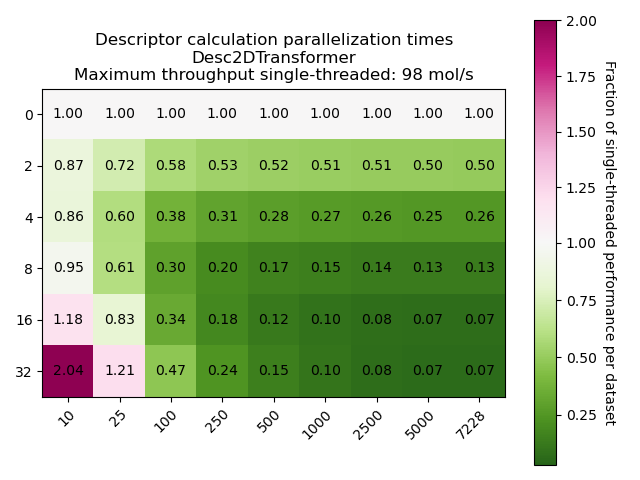 Descriptor calculation parallelization times
Desc2DTransformer
Maximum throughput single-threaded: 98 mol/s
0 1.00 1.00 1.00 1.00 1.00 1.00 1.00 1.00 1.00
2 0.87 0.72 0.58 0.53 0.52 0.51 0.51 0.50 0.50
4 0.86 0.60 0.38 0.31 0.28 0.27 0.26 0.25 0.26
8 0.95 0.61 0.30 0.20 0.17 0.15 0.14 0.13 0.13
16 1.18 0.83 0.34 0.18 0.12 0.10 0.08 0.07 0.07
32 2.04 1.21 0.47 0.24 0.15 0.10 0.08 0.07 0.07
10 25 100 250 500 1000 2500 5000 7228
2.00
1.75
1.50
1.25
1.00
0.75
0.50
0.25
Fraction of single-threaded performance per dataset